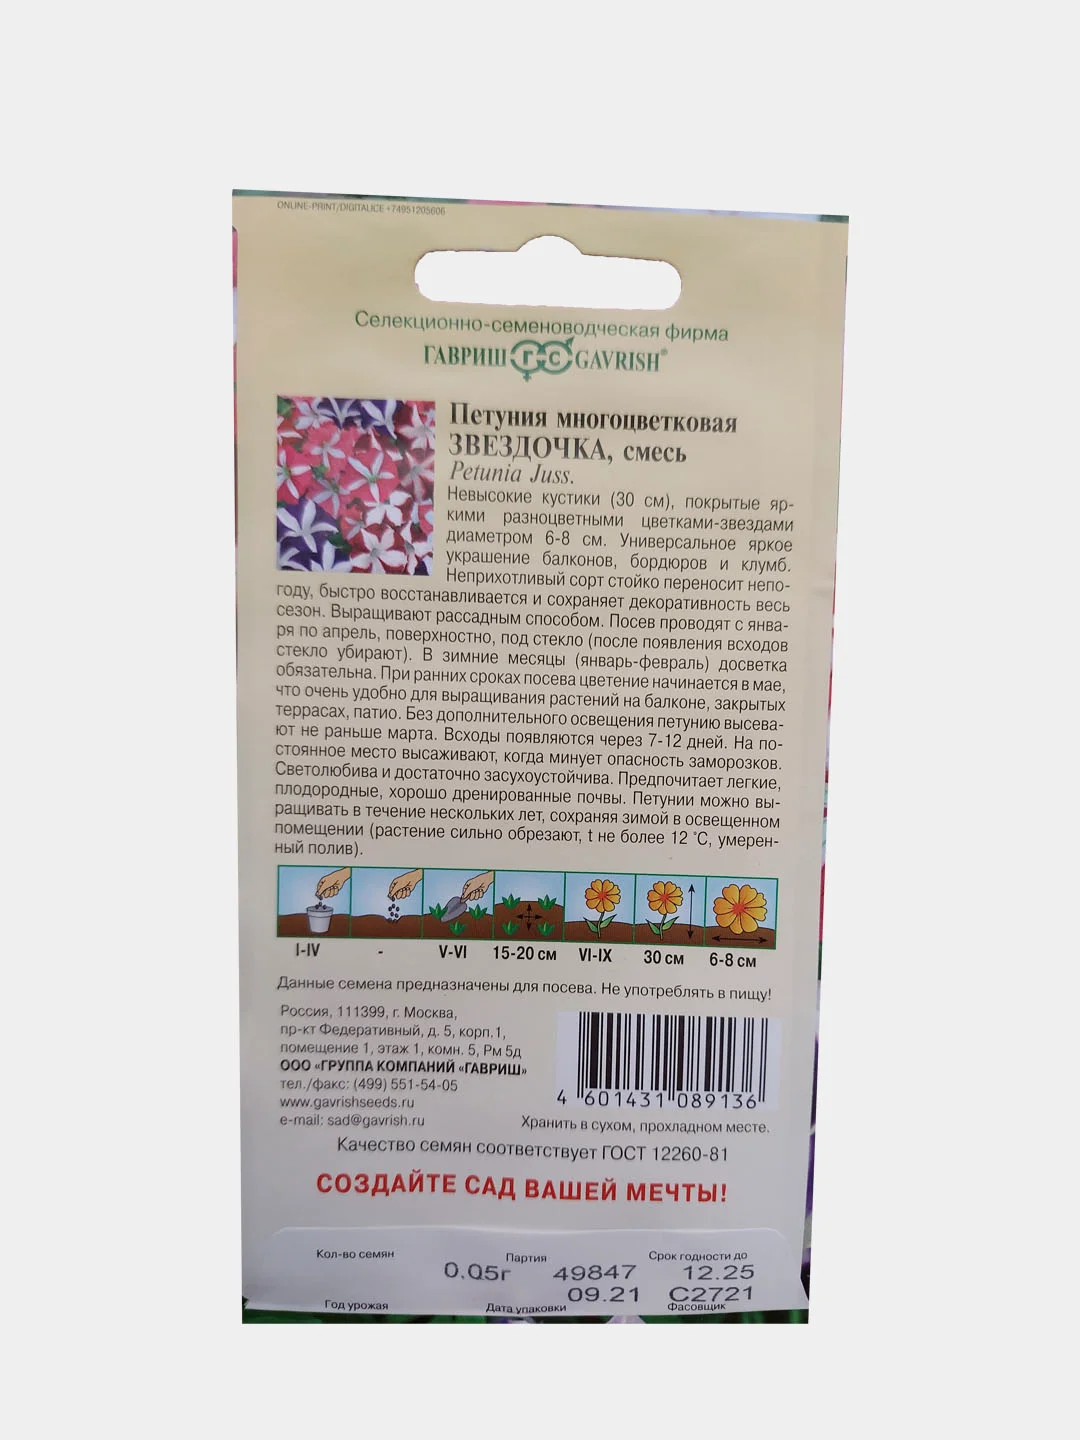 ONLINE-PRINT/DIGITALICE +74951205606
Селекционно-семеноводческая фирма
ГАВРИШ ГС GAVRISH®
Петуния многоцветковая
ЗВЕЗДОЧКА, смесь
Petunia Juss.
Невысокие кустики (30 см), покрытые яр-
кими разноцветными цветками-звездами
диаметром 6-8 см. Универсальное яркое
украшение балконов, бордюров и клумб.
Неприхотливый сорт стойко переносит непо-
году, быстро восстанавливается и сохраняет декоративность весь
сезон. Выращивают рассадным способом. Посев проводят с янва-
ря по апрель, поверхностно, под стекло (после появления всходов
стекло убирают). В зимние месяцы (январь-февраль) досветка
обязательна. При ранних сроках посева цветение начинается в мае,
что очень удобно для выращивания растений на балконе, закрытых
террасах, патио. Без дополнительного освещения петунию высева-
ют не раньше марта. Всходы появляются через 7-12 дней. На по-
стоянное место высаживают, когда минует опасность заморозков.
Светолюбива и достаточно засухоустойчива. Предпочитает легкие,
плодородные, хорошо дренированные почвы. Петунии можно вы-
ращивать в течение нескольких лет, сохраняя зимой в освещенном
помещении (растение сильно обрезают, t не более 12 °С, умерен-
ный полив).
I-IV - V-VI 15-20 см VI-IX 30 см 6-8 см
Данные семена предназначены для посева. Не употреблять в пищу!
Россия, 111399, г. Москва,
пр-кт Федеративный, д. 5, корп.1,
помещение 1, этаж 1, комн. 5, Рм 5д
ООО «ГРУППА КОМПАНИЙ «ГАВРИШ»
тел./факс: (499) 551-54-05
www.gavrishseeds.ru
e-mail: sad@gavrish.ru
4 601431 089136
Хранить в сухом, прохладном месте.
Качество семян соответствует ГОСТ 12260-81
СОЗДАЙТЕ САД ВАШЕЙ МЕЧТЫ!
Кол-во семян Партия Срок годности до
0.05г 49847 12.25
09.21 С2721
Год урожая Дата упаковки Фасовщик